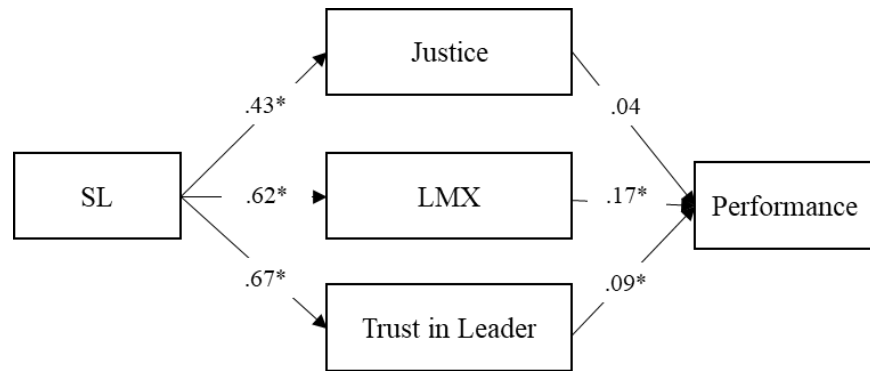 Justice
.43*
.04
SL
.62*
LMX
.17*
Performance
.67*
.09*
Trust in Leader